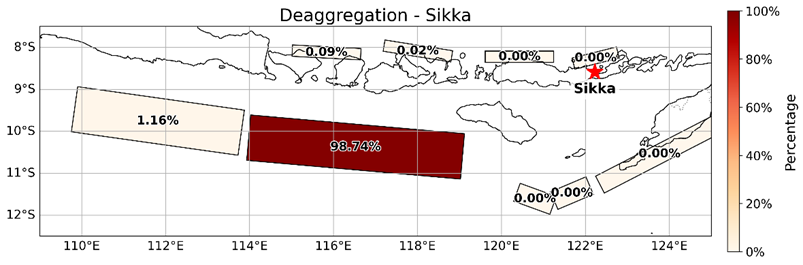 Deaggregation - Sikka
100%
8°S
0.09%
0.02%
0.00%
0.00%
80%
9°S
Sikka
60%
10°S
1.16%
98.74%
0.00%
40%
11°S
0.00%
0.00%
20%
12°S
0%
110°E
112°E
114°E
116°E
118°E
120°E
122°E
124°E
Percentage